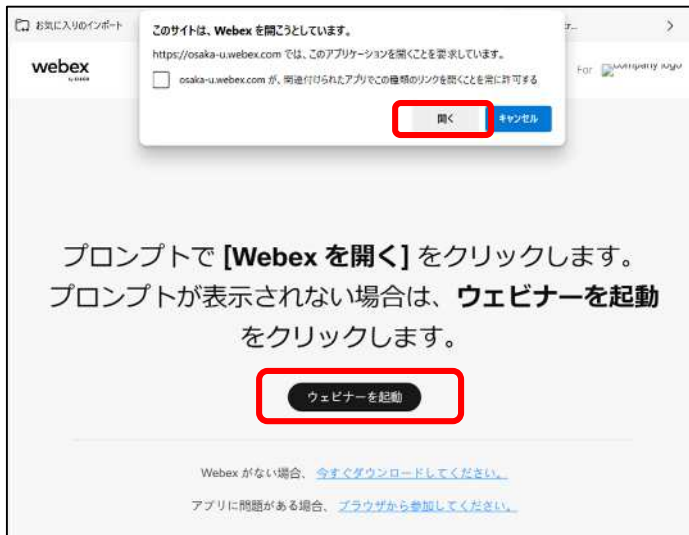 お気に入りのインポート
このサイトは、Webex を開こうとしています。
https://osaka-u.webex.com では、このアプリケーションを開くことを要求しています。
osaka-u.webex.com が、関連付けられたアプリでこの種類のリンクを開くことを常に許可する
開く
キャンセル
webex
For company logo
プロンプトで [Webex を開く] をクリックします。
プロンプトが表示されない場合は、ウェビナーを起動
をクリックします。
ウェビナーを起動
Webex がない場合、 今すぐダウンロードしてください。
アプリに問題がある場合、 ブラウザから参加してください。